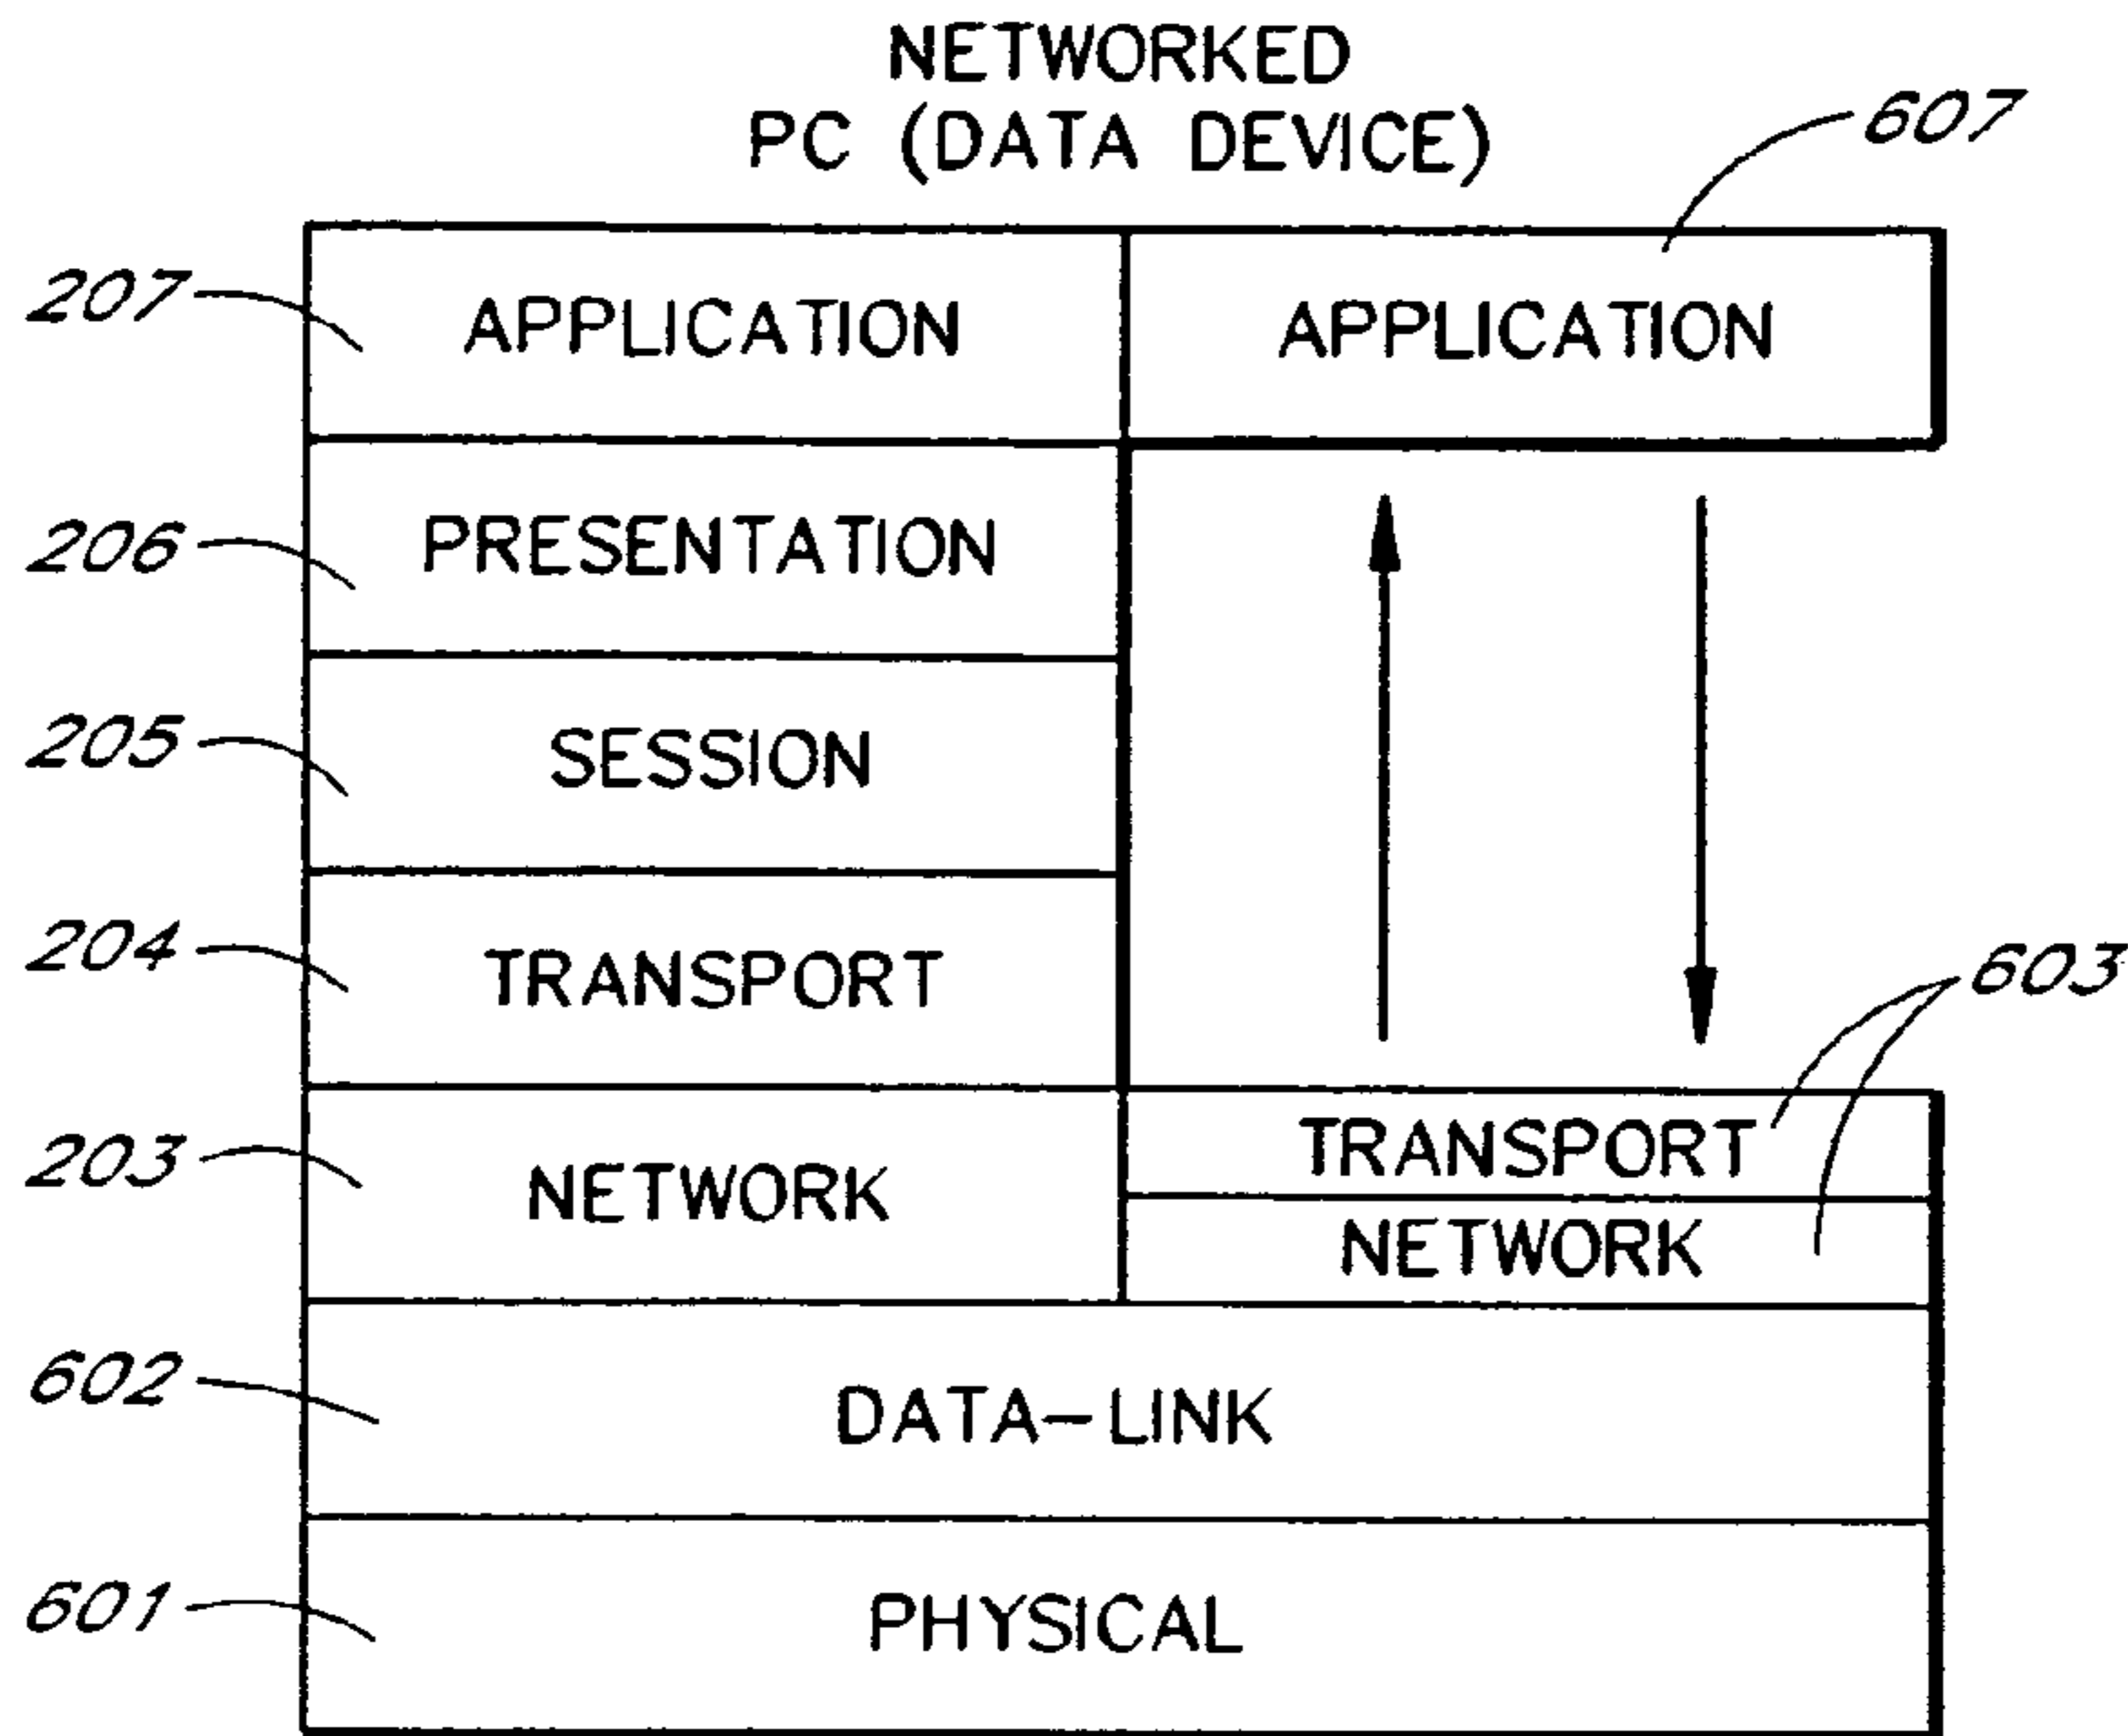 NETWORKED
PC (DATA DEVICE)
607
207
APPLICATION
APPLICATION
206
PRESENTATION
205
SESSION
204
TRANSPORT
603
203
NETWORK
TRANSPORT
NETWORK
602
DATA-LINK
601
PHYSICAL